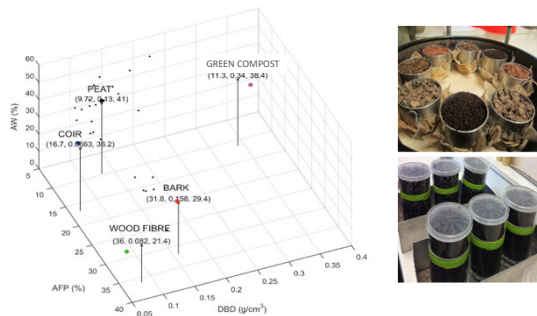 GREEN COMPOST
(11.3, 0.34, 38.4)
PEAT
(9.72, 0.13, 41)
COIR
(16.7, 0.0863, 38.2)
BARK
(31.8, 0.158, 29.4)
WOOD FIBRE
(36, 0.082, 21.4)
AW (%)
60
50
40
30
20
10
0
AFP (%)
5
10
15
20
25
30
35
40
DBD (g/cm³)
0.05
0.1
0.15
0.2
0.25
0.3
0.35
0.4